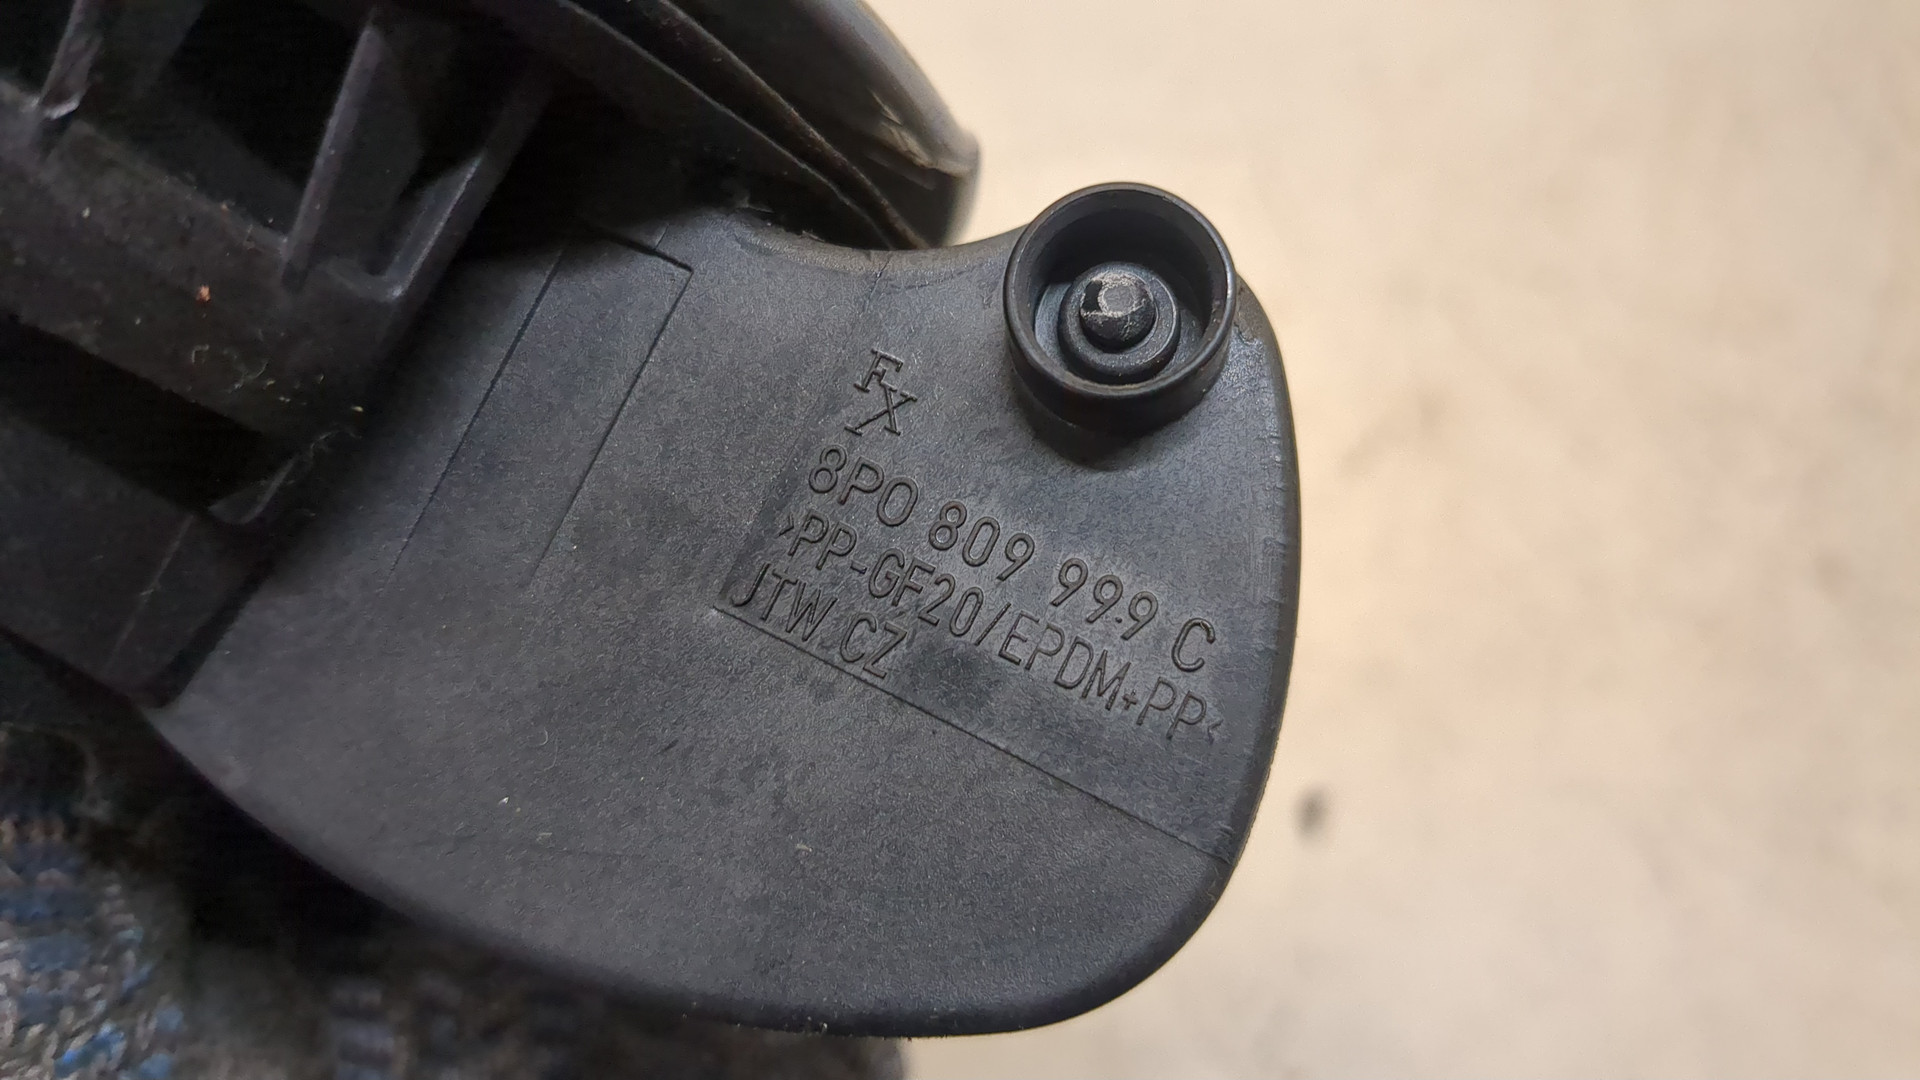 FX
8P0 809 999 C
>PP-GF20/EPDM+PP<
JTW CZ